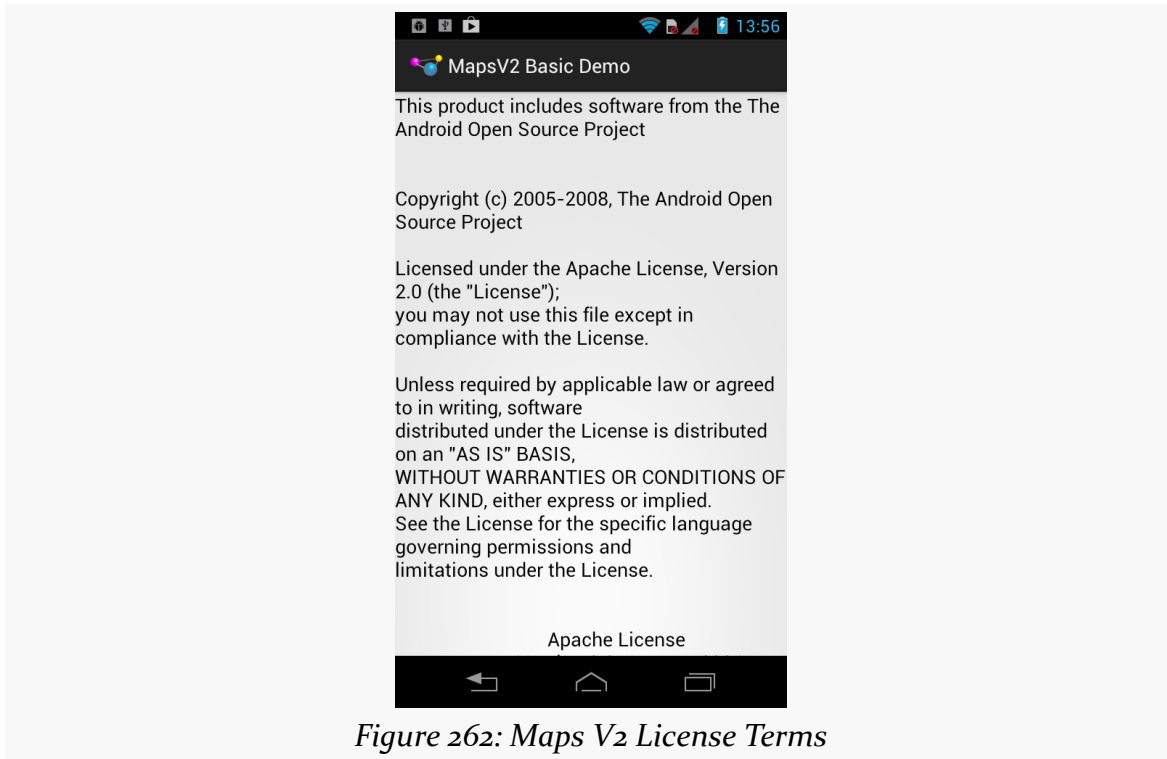 13:56
MapsV2 Basic Demo
This product includes software from the The
Android Open Source Project
Copyright (c) 2005-2008, The Android Open
Source Project
Licensed under the Apache License, Version
2.0 (the "License");
you may not use this file except in
compliance with the License.
Unless required by applicable law or agreed
to in writing, software
distributed under the License is distributed
on an "AS IS" BASIS,
WITHOUT WARRANTIES OR CONDITIONS OF
ANY KIND, either express or implied.
See the License for the specific language
governing permissions and
limitations under the License.
Apache License
Figure 262: Maps V2 License Terms